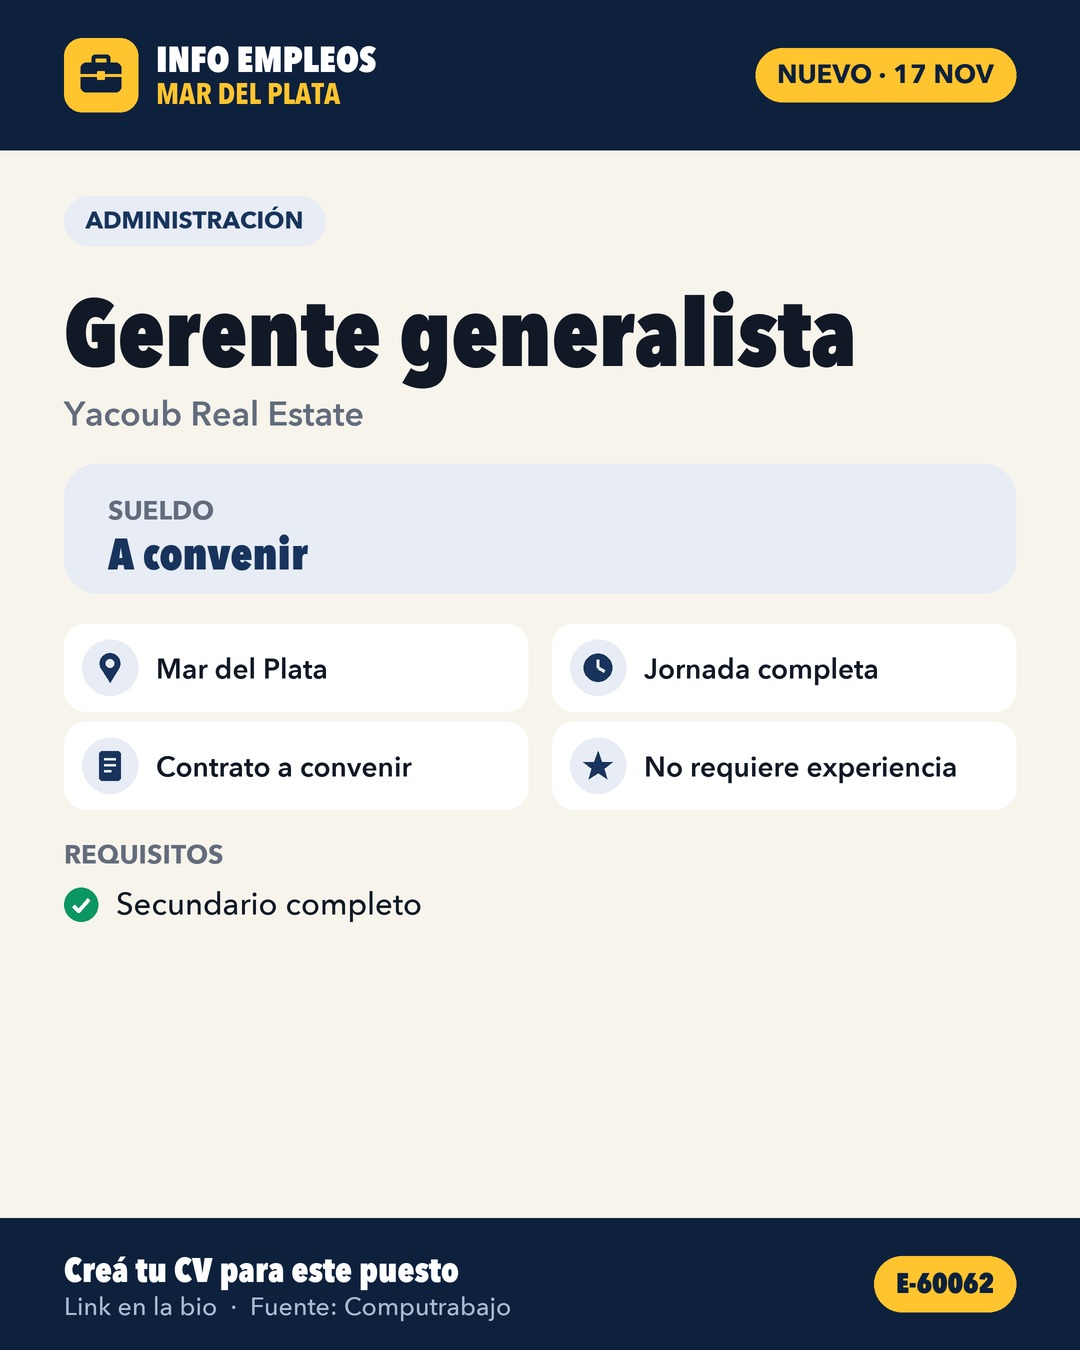 INFO EMPLEOS
MAR DEL PLATA
NUEVO · 17 NOV
ADMINISTRACIÓN
Gerente generalista
Yacoub Real Estate
SUELDO
A convenir
Mar del Plata
Jornada completa
Contrato a convenir
No requiere experiencia
REQUISITOS
Secundario completo
Creá tu CV para este puesto
Link en la bio · Fuente: Computrabajo
E-60062